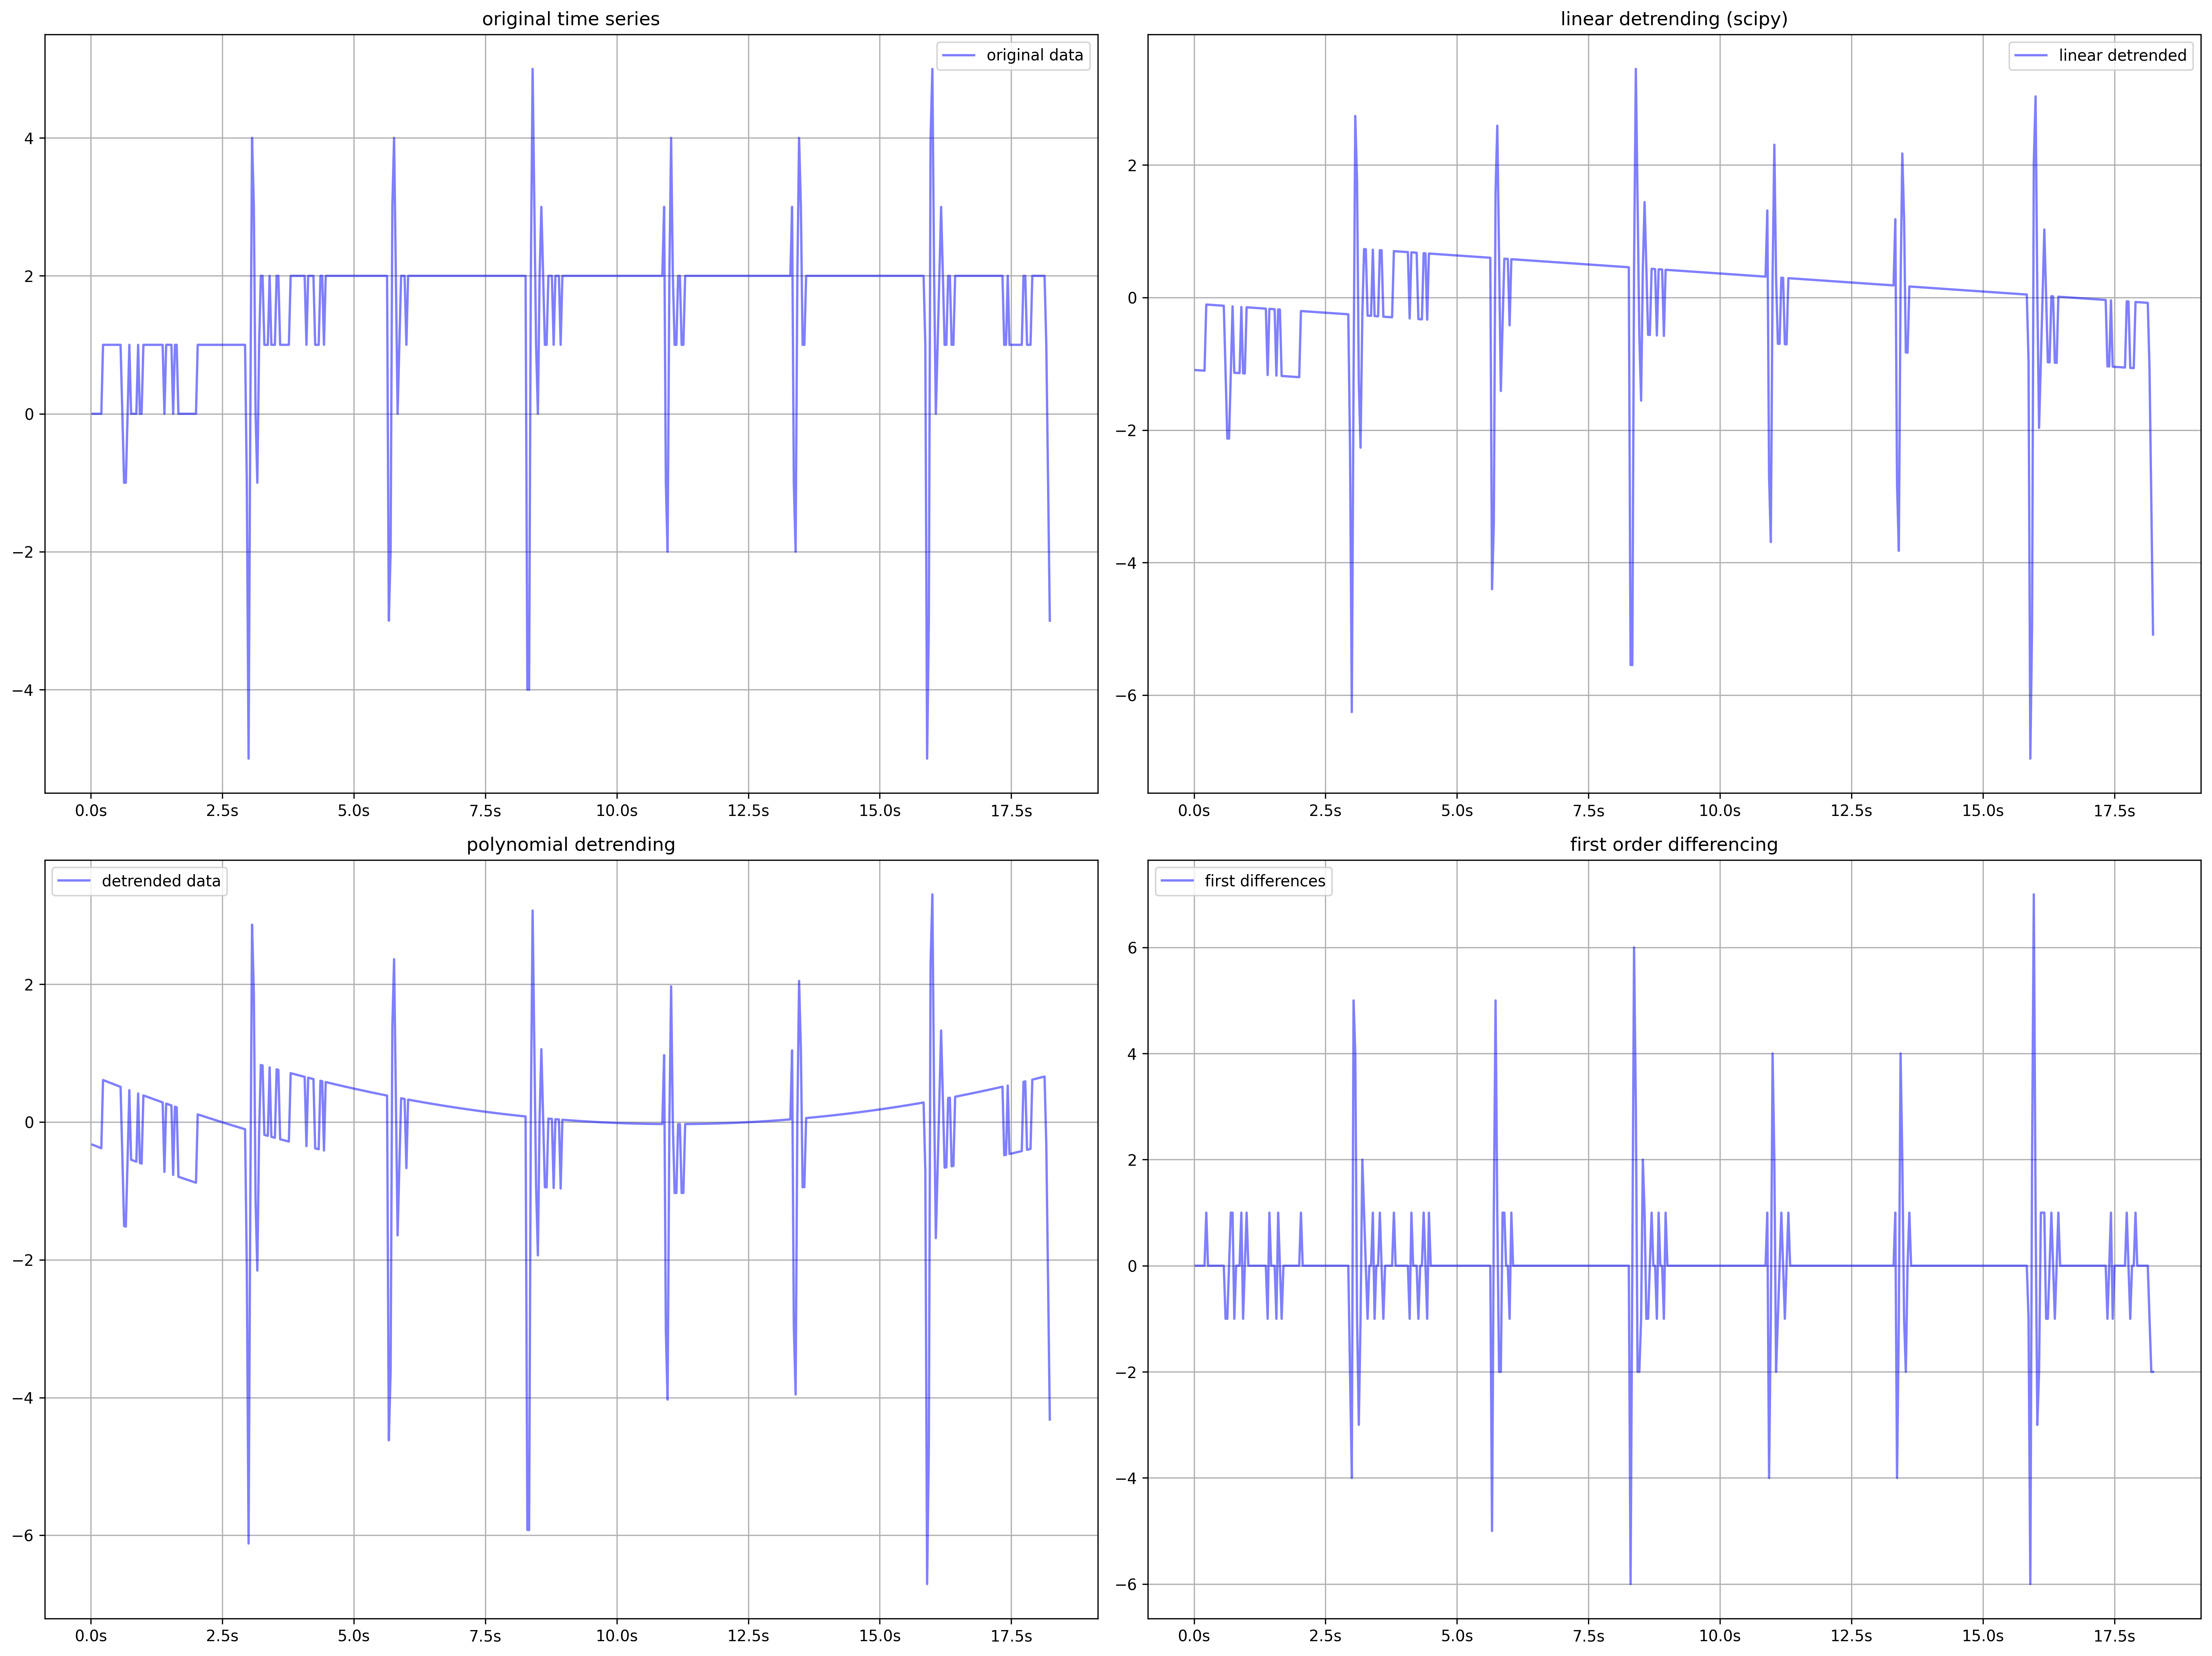 original time series
original data
4
2
0
−2
−4
0.0s 2.5s 5.0s 7.5s 10.0s 12.5s 15.0s 17.5s
linear detrending (scipy)
linear detrended
2
0
−2
−4
−6
0.0s 2.5s 5.0s 7.5s 10.0s 12.5s 15.0s 17.5s
polynomial detrending
detrended data
2
0
−2
−4
−6
0.0s 2.5s 5.0s 7.5s 10.0s 12.5s 15.0s 17.5s
first order differencing
first differences
6
4
2
0
−2
−4
−6
0.0s 2.5s 5.0s 7.5s 10.0s 12.5s 15.0s 17.5s